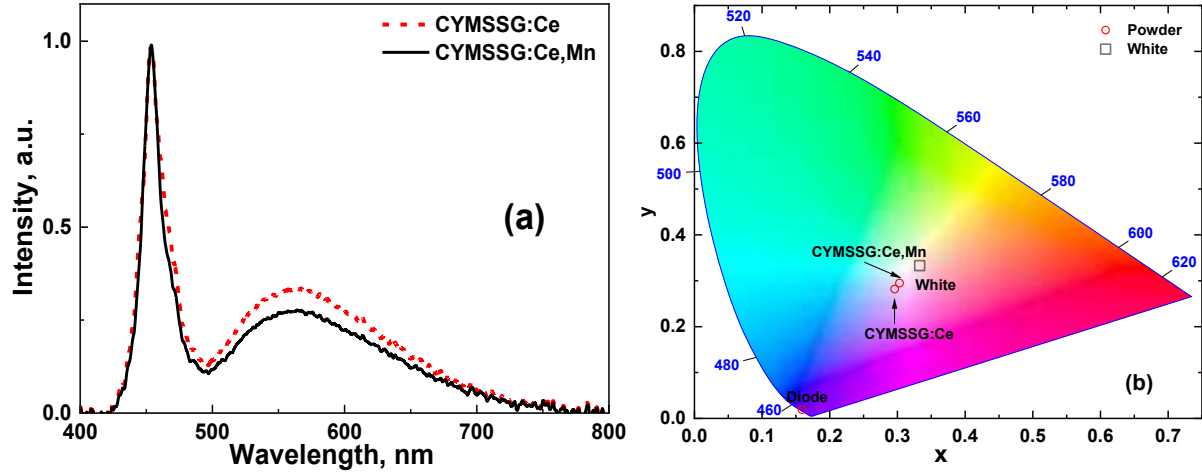 CYMSSG:Ce
CYMSSG:Ce,Mn
(a)
1.0
0.5
0.0
Intensity, a.u.
400 500 600 700 800
Wavelength, nm
Powder
White
520
540
560
580
600
620
500
480
460
0.8
0.6
0.4
0.2
0.0
y
CYMSSG:Ce,Mn
White
CYMSSG:Ce
Diode
(b)
0.0 0.1 0.2 0.3 0.4 0.5 0.6 0.7
x